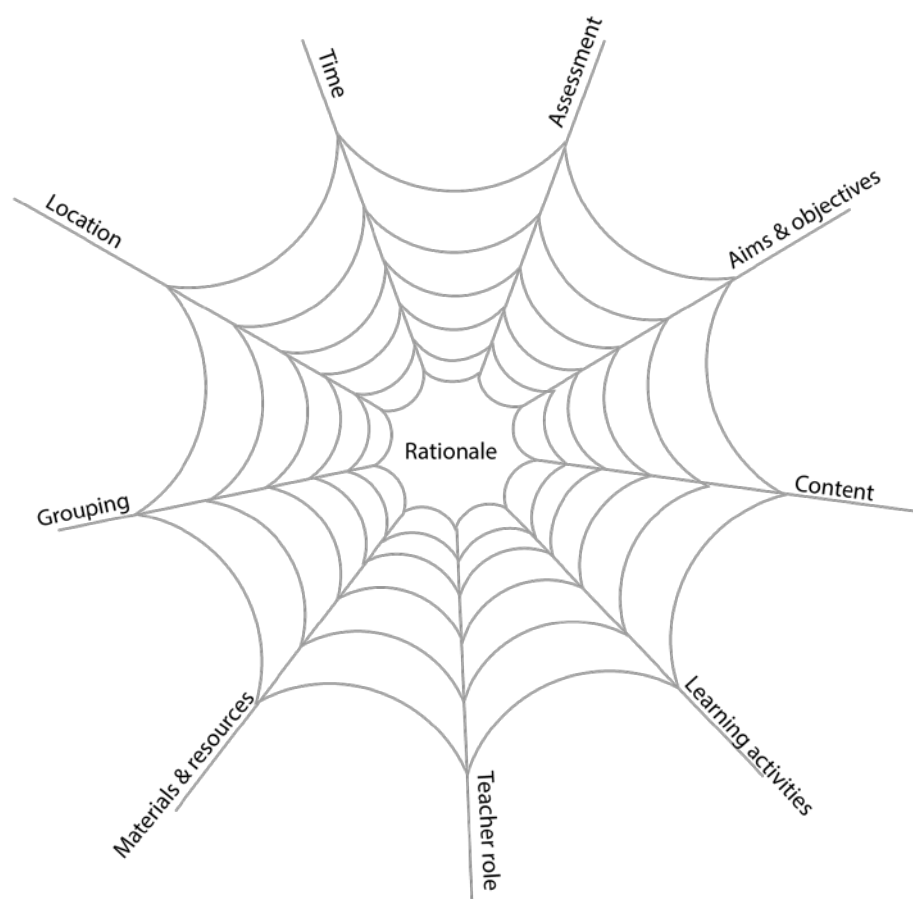 Time
Assessment
Location
Aims & objectives
Rationale
Content
Grouping
Learning activities
Materials & resources
Teacher role